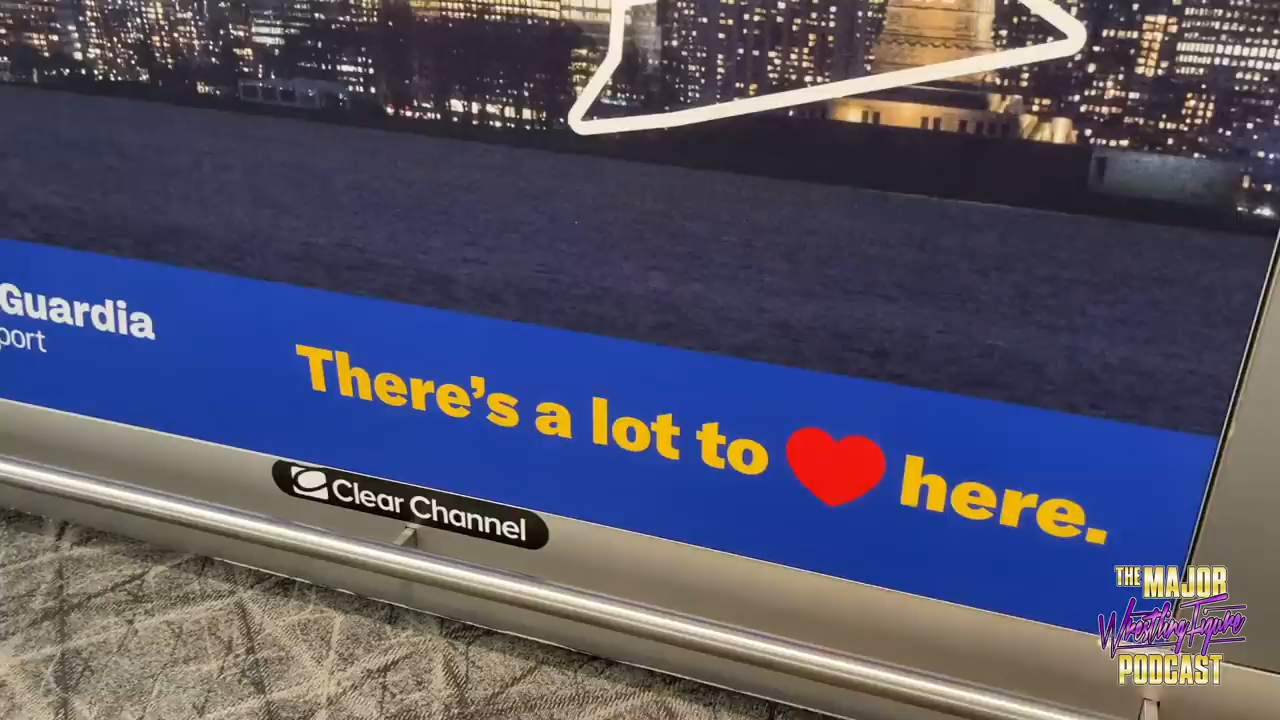 Guardia
port
There's a lot to ❤ here.
Clear Channel
THE MAJOR
Wrestling Figure
PODCAST